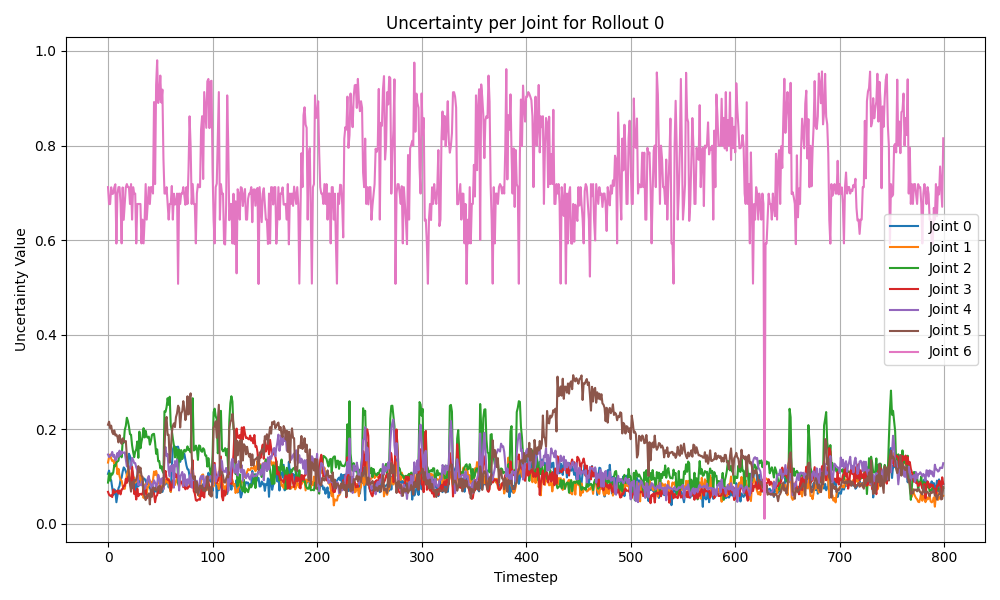 Uncertainty per Joint for Rollout 0
Uncertainty Value
1.0
0.8
0.6
0.4
0.2
0.0
Joint 0
Joint 1
Joint 2
Joint 3
Joint 4
Joint 5
Joint 6
0 100 200 300 400 500 600 700 800
Timestep